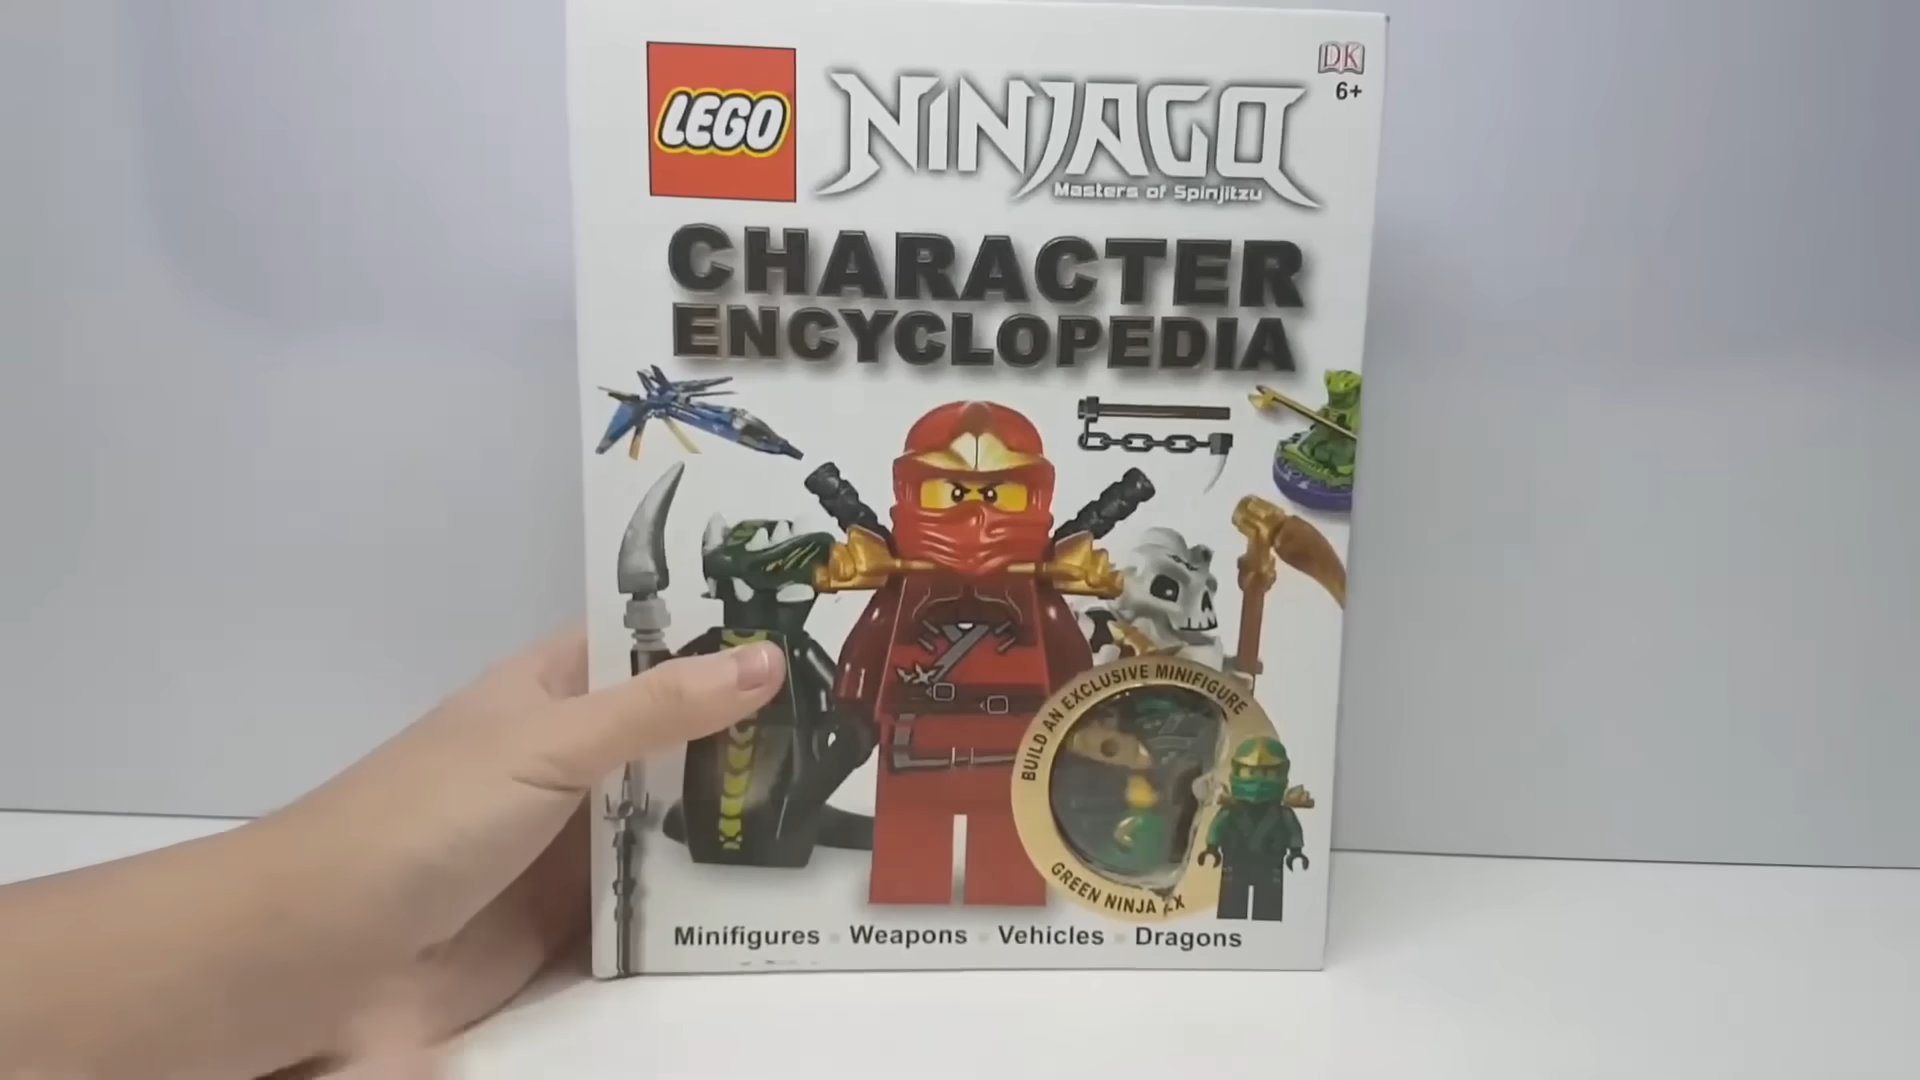 LEGO
NINJAGO
Masters of Spinjitzu
DK
6+
CHARACTER
ENCYCLOPEDIA
BUILD AN EXCLUSIVE MINIFIGURE
GREEN NINJA ZX
Minifigures Weapons Vehicles Dragons